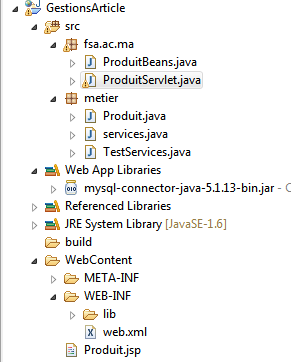 GestionsArticle
src
fsa.ac.ma
ProduitBeans.java
ProduitServlet.java
metier
Produit.java
services.java
TestServices.java
Web App Libraries
mysql-connector-java-5.1.13-bin.jar - C
Referenced Libraries
JRE System Library [JavaSE-1.6]
build
WebContent
META-INF
WEB-INF
lib
web.xml
Produit.jsp